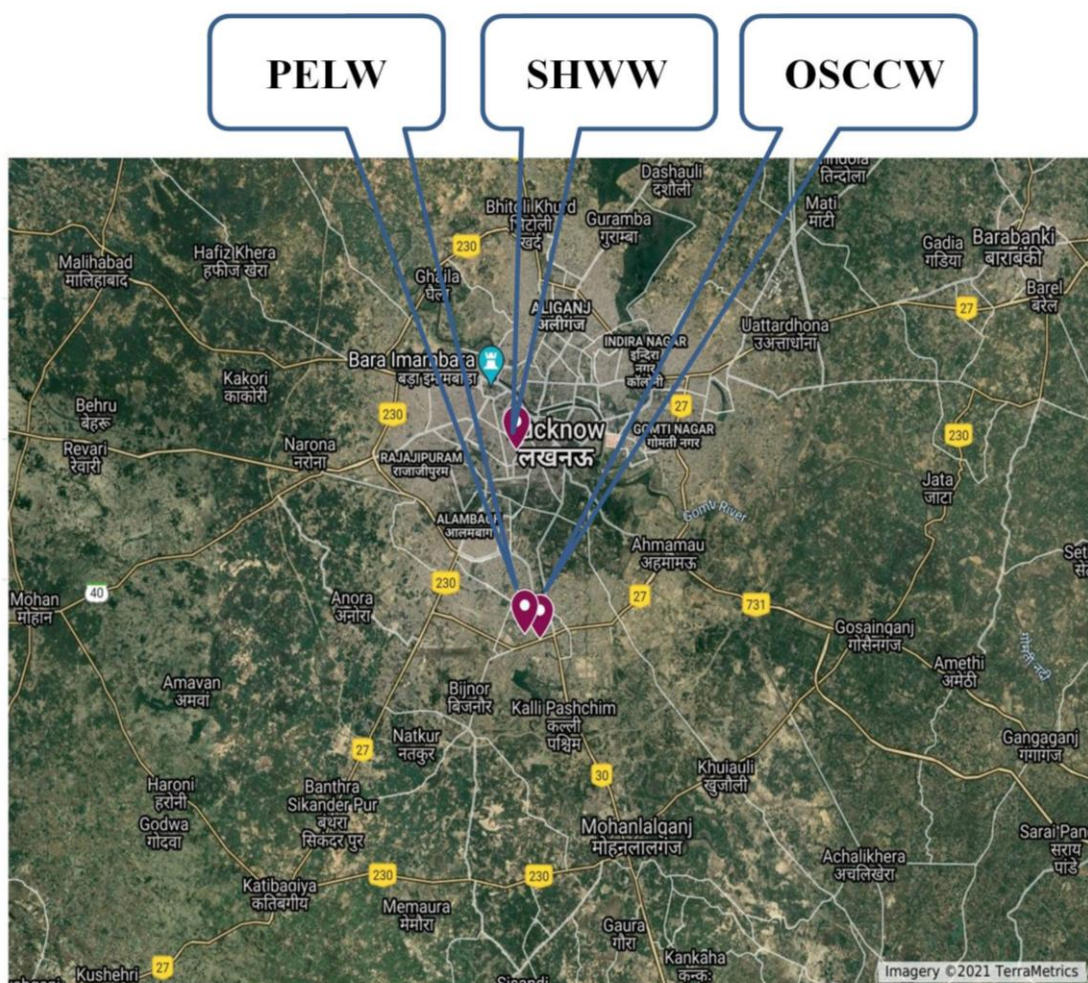 PELW
SHWW
OSCCW
Dashauli
दशौली
तिन्दोला
Mati
माटी
Bhitoli Khurd
भिटोली
खुर्द
Guramba
गुराम्बा
230
Gadia
गडिया
Barabanki
बाराबंकी
Hafiz Khera
हफीज खेरा
Malihabad
मालिहाबाद
Ghaila
घैला
Barel
बरेल
ALIGANJ
अलीगंज
27
Uattardhona
उअत्तार्धोना
INDIRA NAGAR
इन्दिरा
नगर
कॉलोनी
Bara Imambara
बड़ा इमामबाड़ा
Kakori
काकोरी
Behru
बेहरू
230
27
Lucknow
लखनऊ
GOMTI NAGAR
गोमती नगर
230
Revari
रेवारी
Narona
नरोना
RAJAJIPURAM
राजाजीपुरम
Jata
जाटा
ALAMBAGH
आलमबाग
Gomti River
Ahmamau
अहमामऊ
230
40
Mohan
मोहान
Anora
अनोरा
27
731
Gosainganj
गोसैनगंज
Amethi
अमेठी
गोमती नदी
Amavan
अमवा
Bijnor
बिजनौर
Kalli Pashchim
कल्ली
पश्चिम
Natkur
नतकुर
27
Gangaganj
गंगागंज
30
Khujauli
खुजौली
Haroni
हरोनी
Banthra
Sikander Pur
बंथरा
सिकंदर पुर
Godwa
गोदवा
Mohanlalganj
मोहनलालगंज
Sarai Pan
सराय
पांडे
Achalikhera
अचलिखेरा
230
230
Katibagiya
कतिबगीय
Memaura
मेमौरा
Gaura
गौरा
Kankaha
27
Kushehri
Sisandi
Imagery ©2021 TerraMetrics